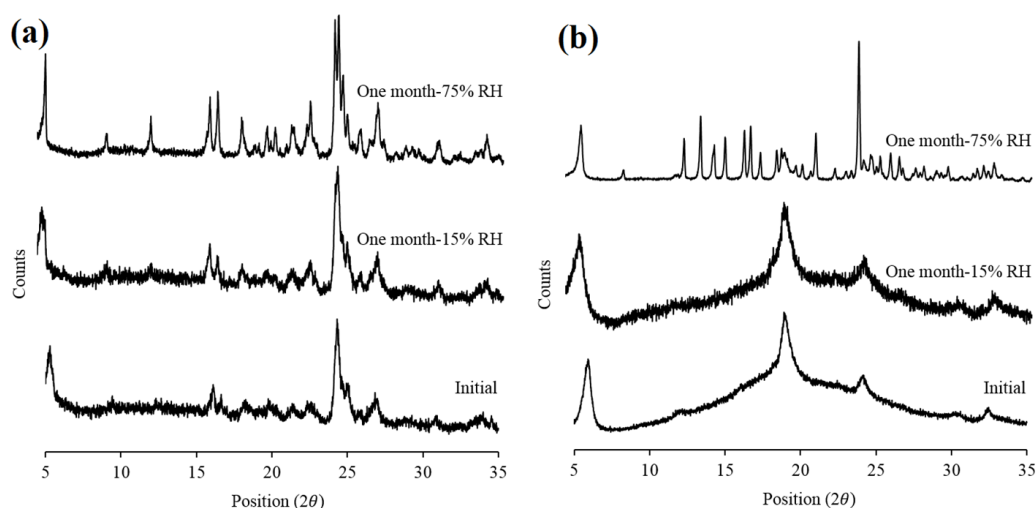 (a)
One month-75% RH
One month-15% RH
Initial
Counts
5 10 15 20 25 30 35
Position (2θ)
(b)
One month-75% RH
One month-15% RH
Initial
Counts
5 10 15 20 25 30 35
Position (2θ)